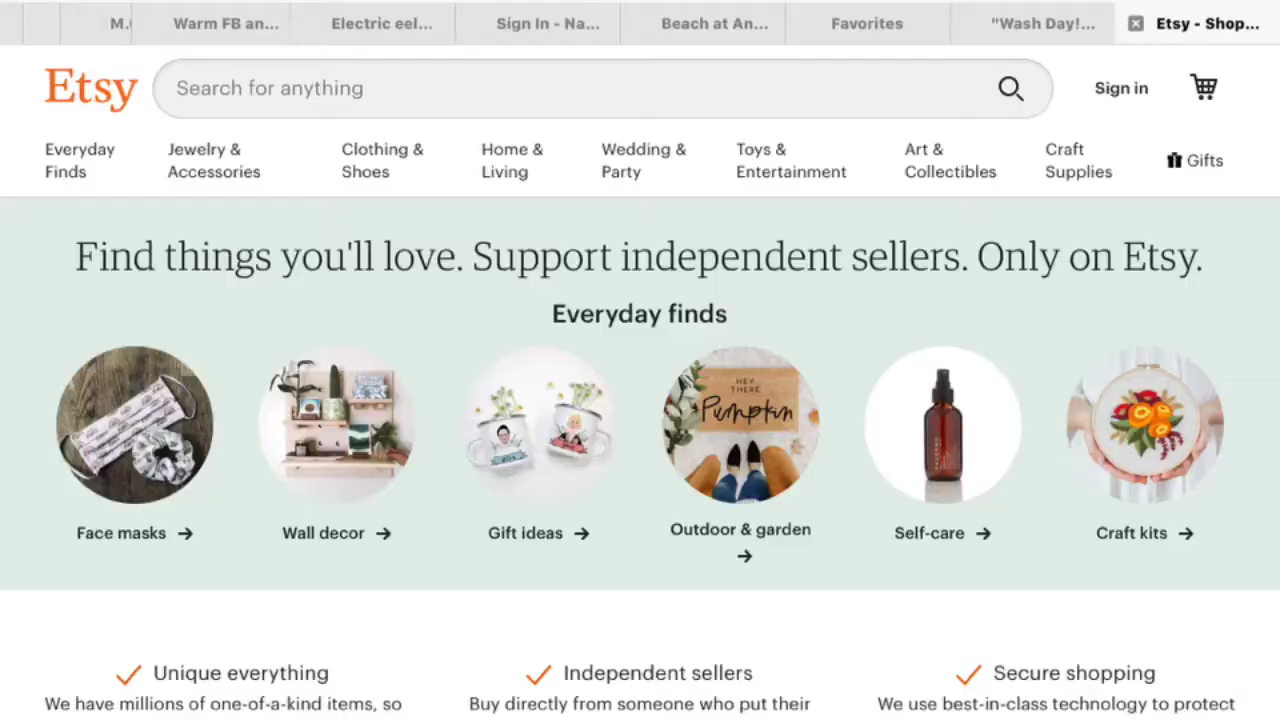 M.
Warm FB an...
Electric eel...
Sign In - Na...
Beach at An...
Favorites
"Wash Day!...
Etsy - Shop...
Etsy
Search for anything
Sign in
Everyday
Finds
Jewelry &
Accessories
Clothing &
Shoes
Home &
Living
Wedding &
Party
Toys &
Entertainment
Art &
Collectibles
Craft
Supplies
Gifts
Find things you'll love. Support independent sellers. Only on Etsy.
Everyday finds
HEY
THERE
Pumpkin
Face masks →
Wall decor →
Gift ideas →
Outdoor & garden
→
Self-care →
Craft kits →
Unique everything
We have millions of one-of-a-kind items, so
Independent sellers
Buy directly from someone who put their
Secure shopping
We use best-in-class technology to protect